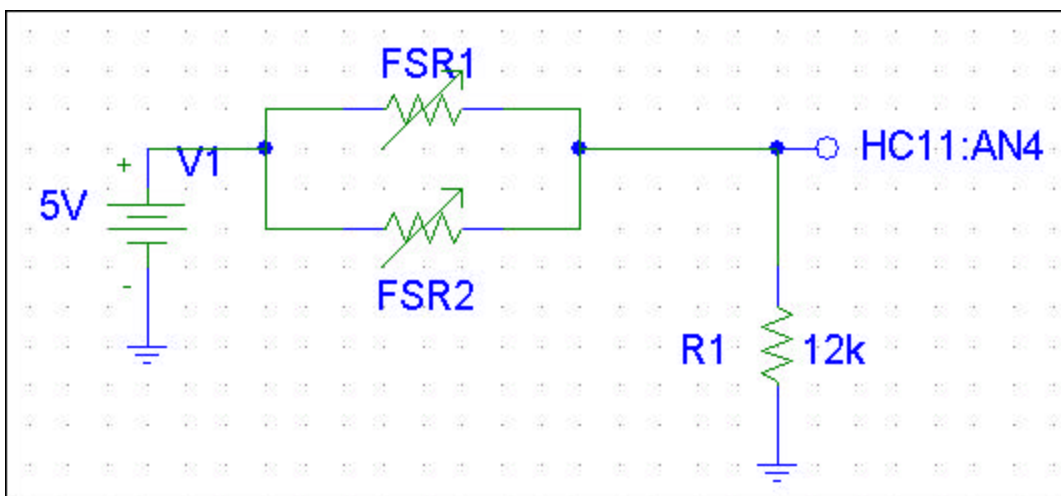 FSR1
+
V1
HC11:AN4
5V
-
FSR2
R1
12k